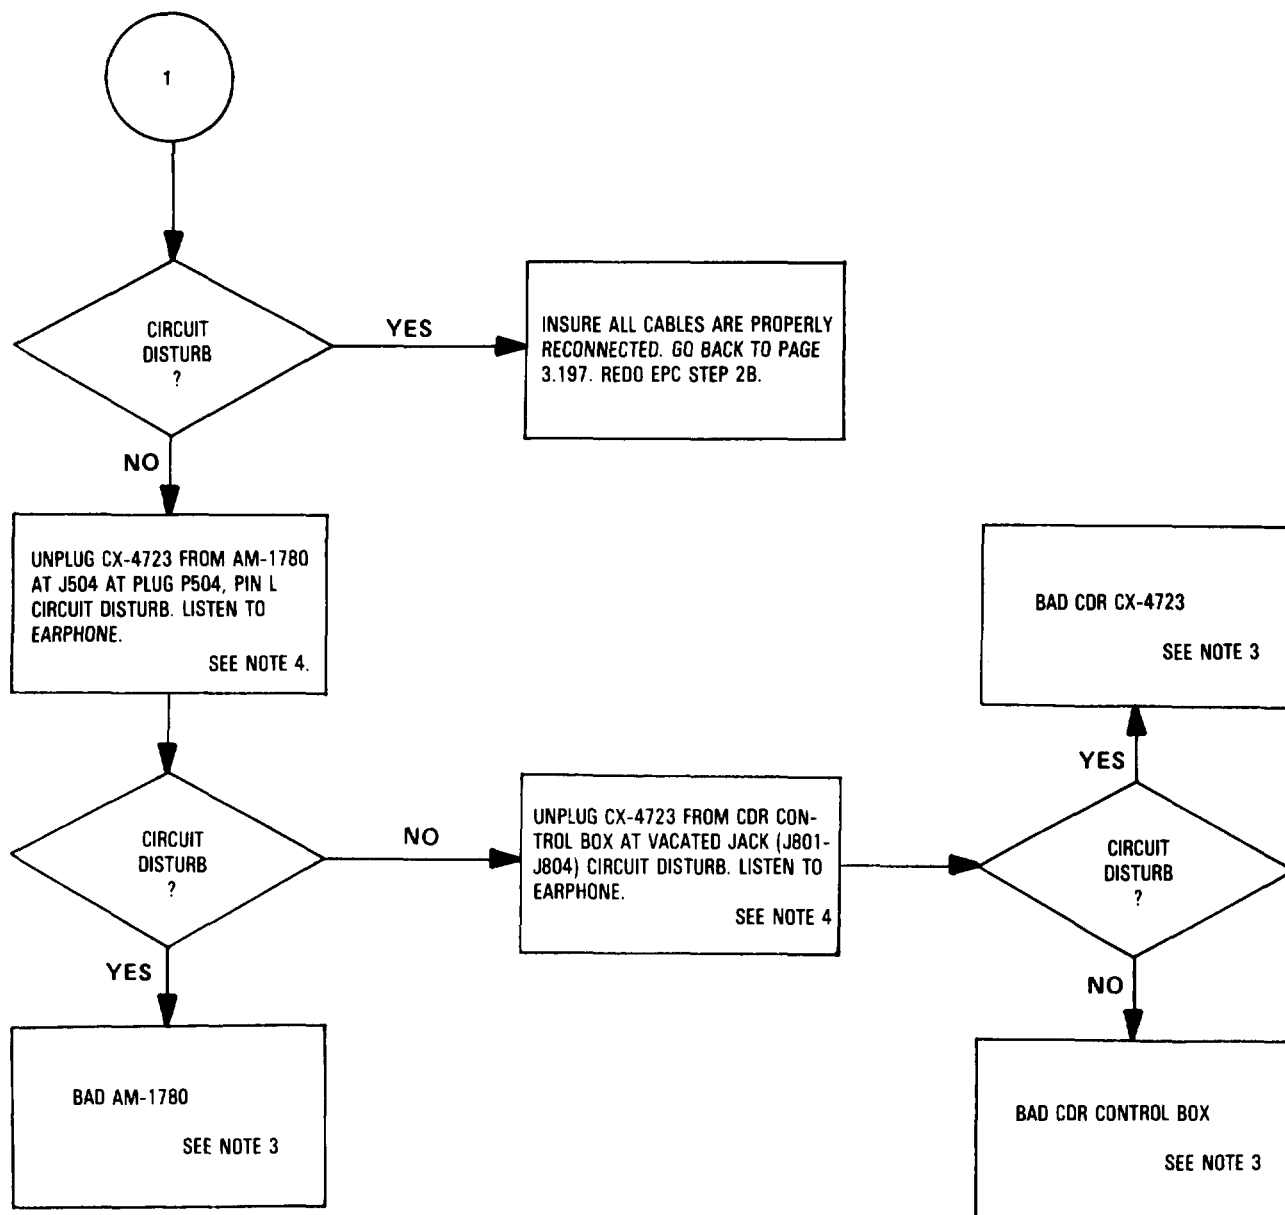 1
CIRCUIT
DISTURB
?
YES
INSURE ALL CABLES ARE PROPERLY
RECONNECTED. GO BACK TO PAGE
3.197. REDO EPC STEP 2B.
NO
UNPLUG CX-4723 FROM AM-1780
AT J504 AT PLUG P504, PIN L
CIRCUIT DISTURB. LISTEN TO
EARPHONE.
SEE NOTE 4.
CIRCUIT
DISTURB
?
NO
UNPLUG CX-4723 FROM CDR CON-
TROL BOX AT VACATED JACK (J801-
J804) CIRCUIT DISTURB. LISTEN TO
EARPHONE.
SEE NOTE 4
CIRCUIT
DISTURB
?
YES
BAD CDR CX-4723
SEE NOTE 3
NO
BAD CDR CONTROL BOX
SEE NOTE 3
YES
BAD AM-1780
SEE NOTE 3